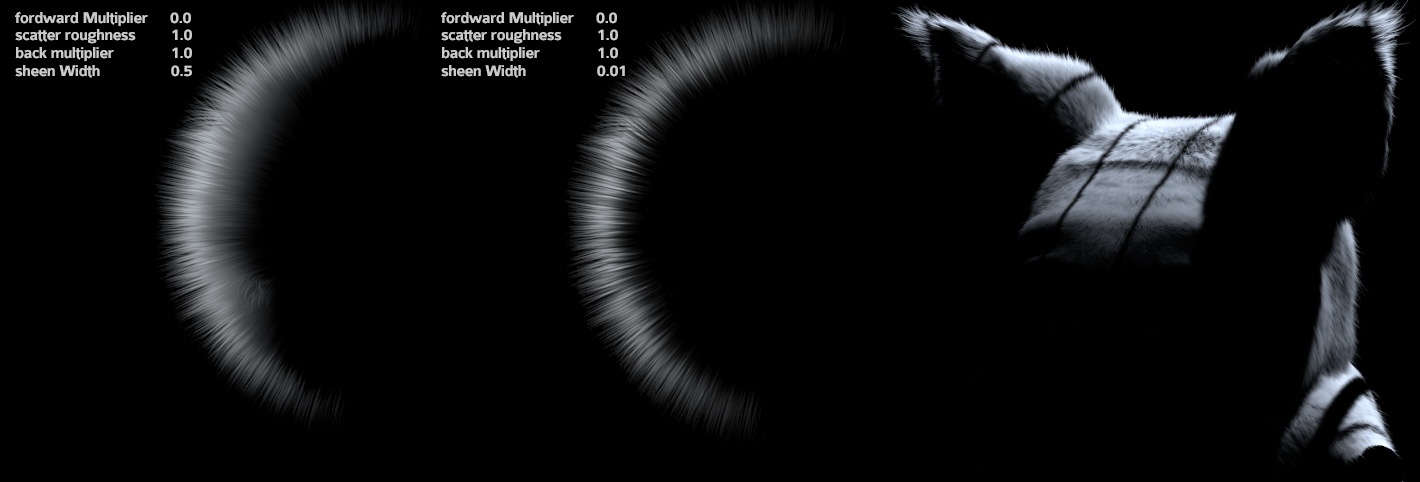 fordward Multiplier 0.0
scatter roughness 1.0
back multiplier 1.0
sheen Width 0.5
fordward Multiplier 0.0
scatter roughness 1.0
back multiplier 1.0
sheen Width 0.01